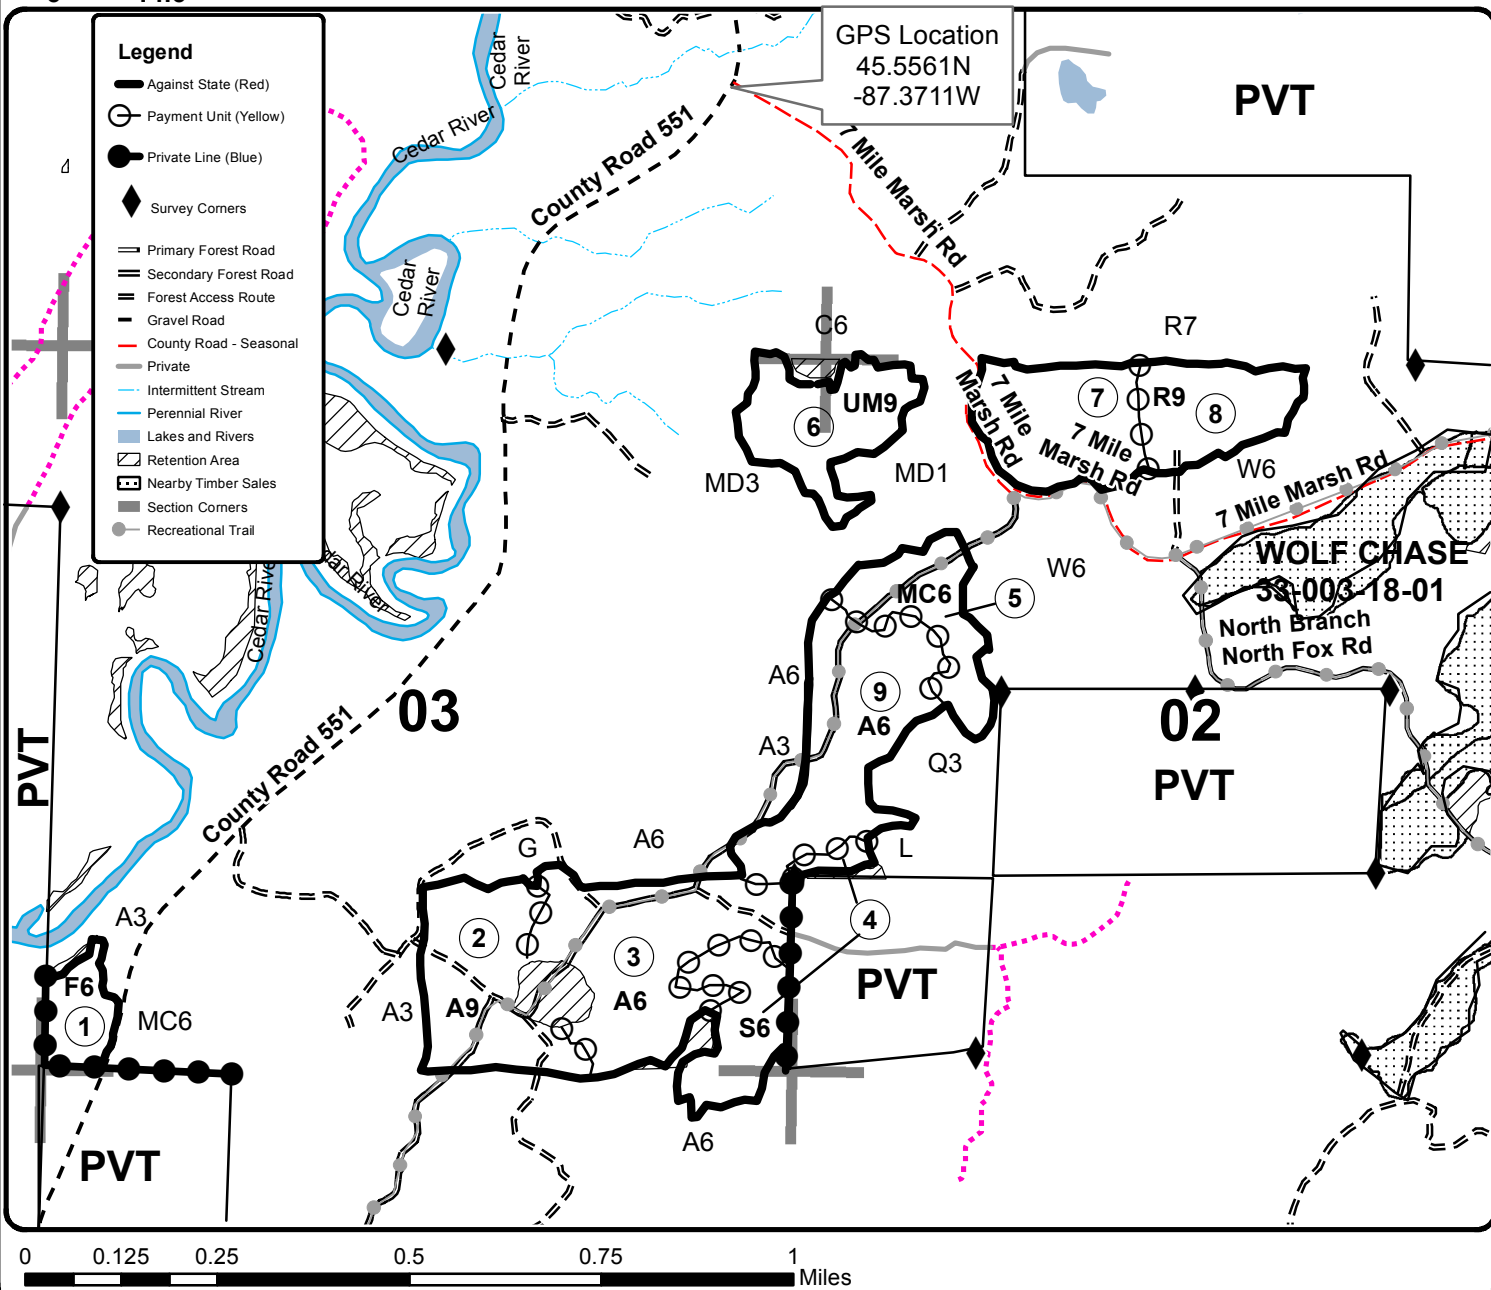 Legend
Against State (Red)
Payment Unit (Yellow)
Private Line (Blue)
Survey Corners
Primary Forest Road
Secondary Forest Road
Forest Access Route
Gravel Road
County Road - Seasonal
Private
Intermittent Stream
Perennial River
Lakes and Rivers
Retention Area
Nearby Timber Sales
Section Corners
Recreational Trail
Cedar
River
Cedar River
GPS Location
45.5561N
-87.3711W
PVT
County Road 551
7 Mile Marsh Rd
Cedar
River
C6
R7
UM9
6
7
R9
8
7 Mile
Marsh Rd
7 Mile
Marsh Rd
MD3
MD1
W6
7 Mile Marsh Rd
WOLF CHASE
33-003-18-01
W6
MC6
5
North Branch
North Fox Rd
Cedar River
dar River
A6
9
A6
03
A3
Q3
02
PVT
PVT
County Road 551
A6
G
L
A3
2
3
4
F6
1
MC6
A3
A9
A6
S6
PVT
PVT
A6
0
0.125
0.25
0.5
0.75
1
Miles